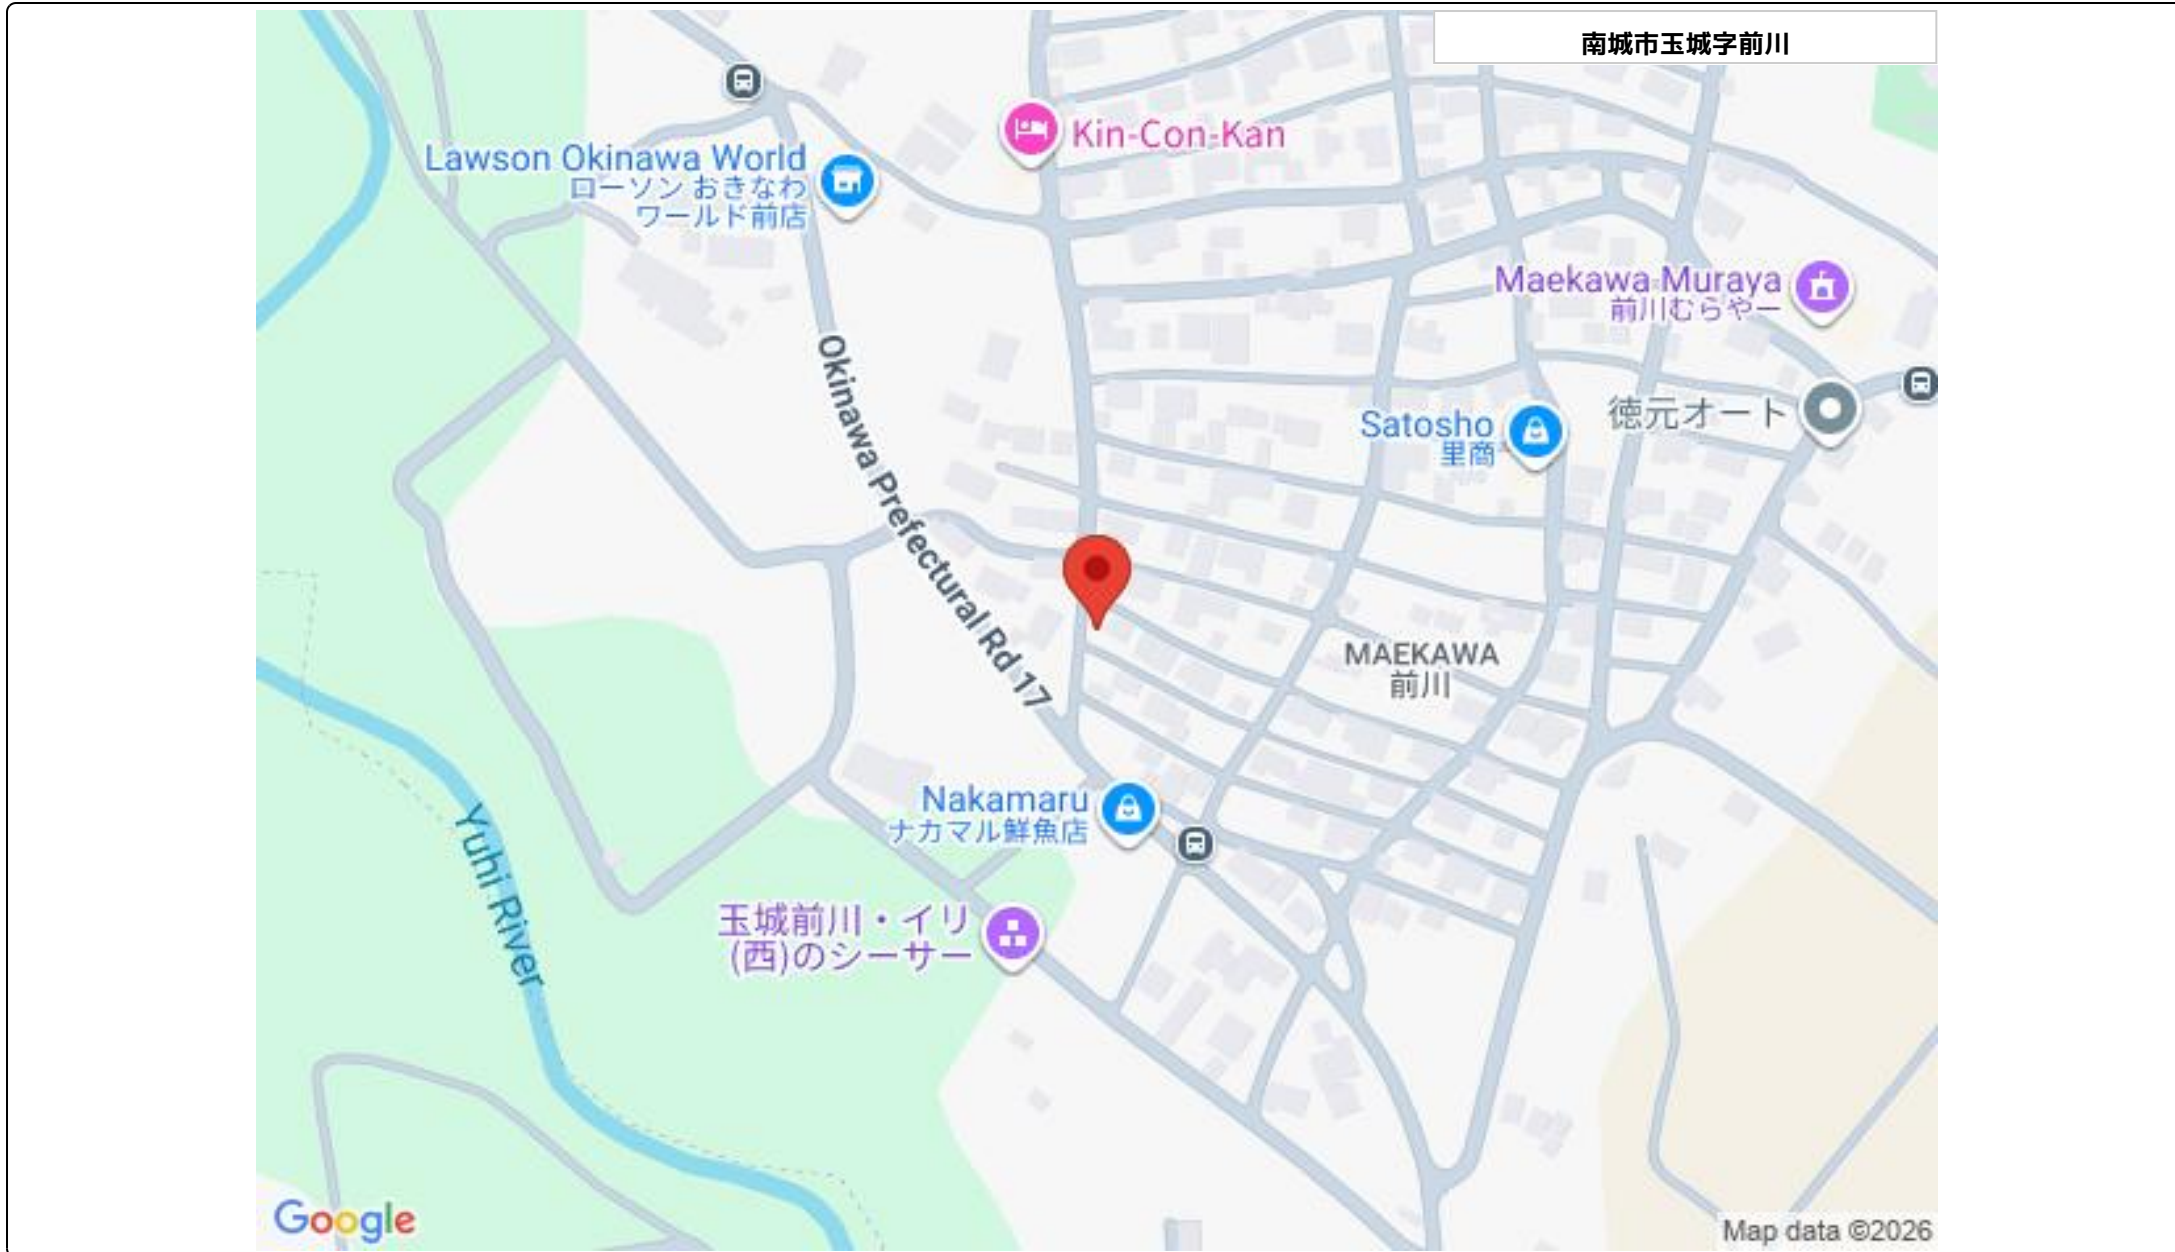 南城市玉城字前川
Kin-Con-Kan
Lawson Okinawa World
ローソン おきなわ
ワールド前店
Maekawa Muraya
前川むらやー
Okinawa Prefectural Rd 17
Satosho
里商
徳元オート
MAEKAWA
前川
Nakamaru
ナカマル鮮魚店
Yuhi River
玉城前川・イリ
(西)のシーサー
Google
Map data ©2026